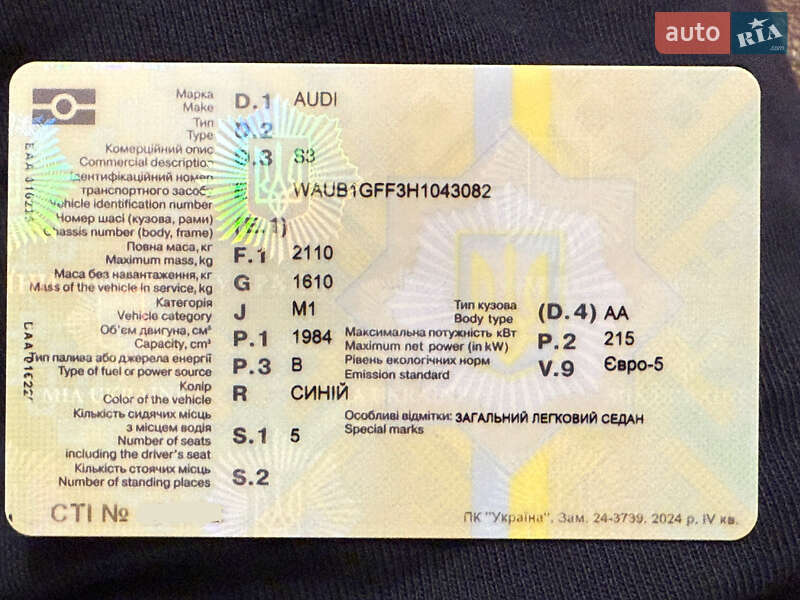 auto RIA .com
Марка
Make D.1 AUDI
Тип
Type D.2
Комерційний опис
Commercial description D.3 S3
Ідентифікаційний номер
транспортного засобу
Vehicle identification number E WAUB1GFF3H1043082
Номер шасі (кузова, рами)
Chassis number (body, frame) (E.1)
Повна маса, кг
Maximum mass, kg F.1 2110
Маса без навантаження, кг
Mass of the vehicle in service, kg G 1610
Категорія
Vehicle category J M1
Тип кузова
Body type (D.4) AA
Об'єм двигуна, см³
Capacity, cm³ P.1 1984
Максимальна потужність кВт
Maximum net power (in kW) P.2 215
Тип палива або джерела енергії
Type of fuel or power source P.3 B
Рівень екологічних норм
Emission standard V.9 Євро-5
Колір
Color of the vehicle R СИНІЙ
Кількість сидячих місць
з місцем водія
Number of seats
including the driver's seat S.1 5
Особливі відмітки: ЗАГАЛЬНИЙ ЛЕГКОВИЙ СЕДАН
Special marks
Кількість стоячих місць
Number of standing places S.2
СТІ №
ПК "Україна". Зам. 24-3739. 2024 р. IV кв.